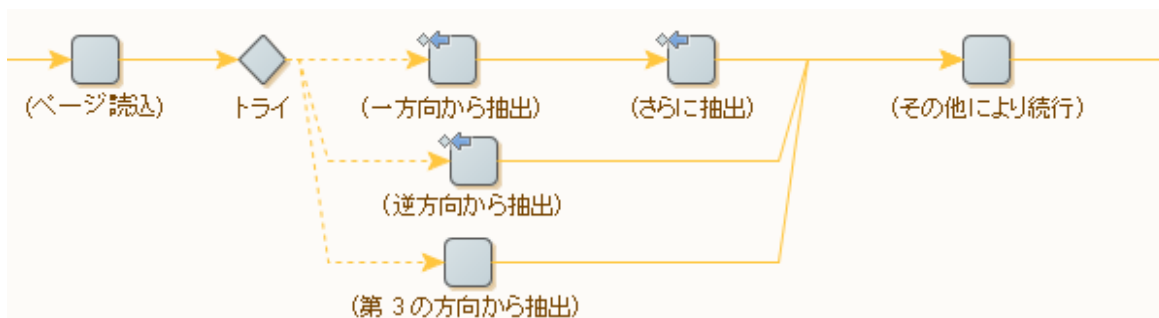 (ページ読込)
トライ
(一方向から抽出)
(さらに抽出)
(その他により続行)
(逆方向から抽出)
(第 3 の方向から抽出)